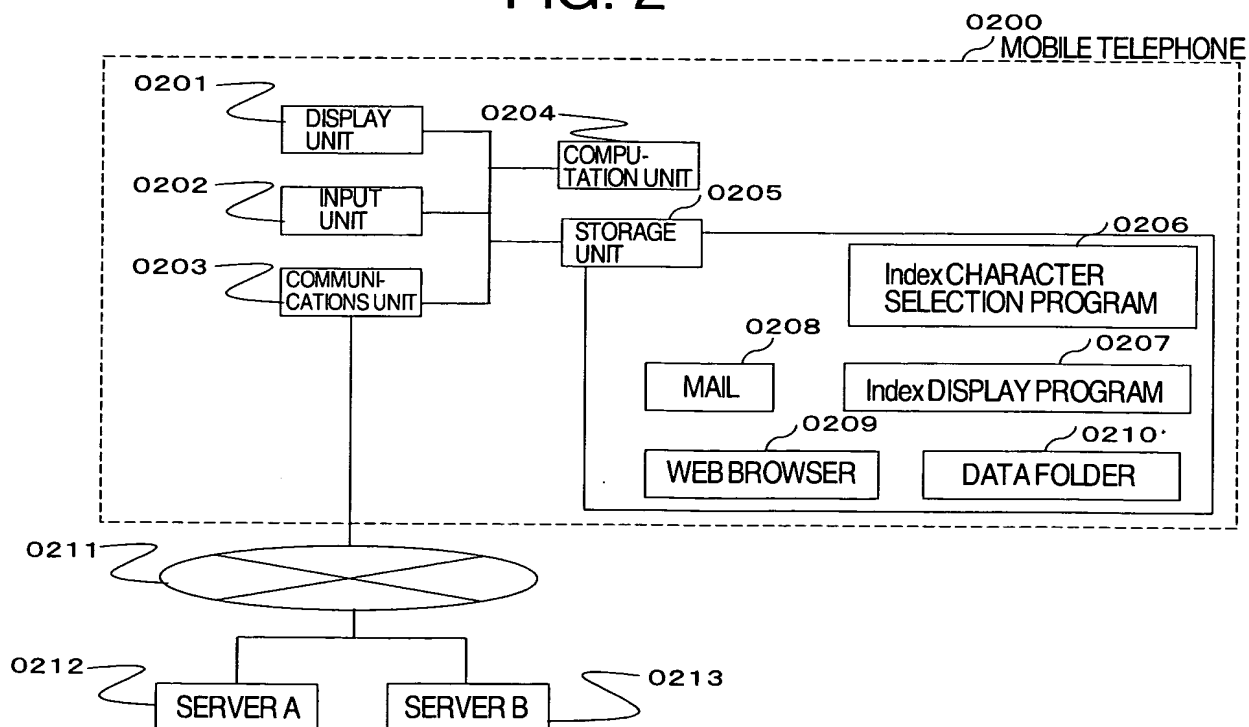 FIG. 2
0200
MOBILE TELEPHONE
0201
DISPLAY
UNIT
0204
COMPU-
TATION UNIT
0202
INPUT
UNIT
0205
STORAGE
UNIT
0203
COMMUNI-
CATIONS UNIT
0206
Index CHARACTER
SELECTION PROGRAM
0208
MAIL
0207
Index DISPLAY PROGRAM
0209
WEB BROWSER
0210
DATA FOLDER
0211
0212
SERVER A
SERVER B
0213